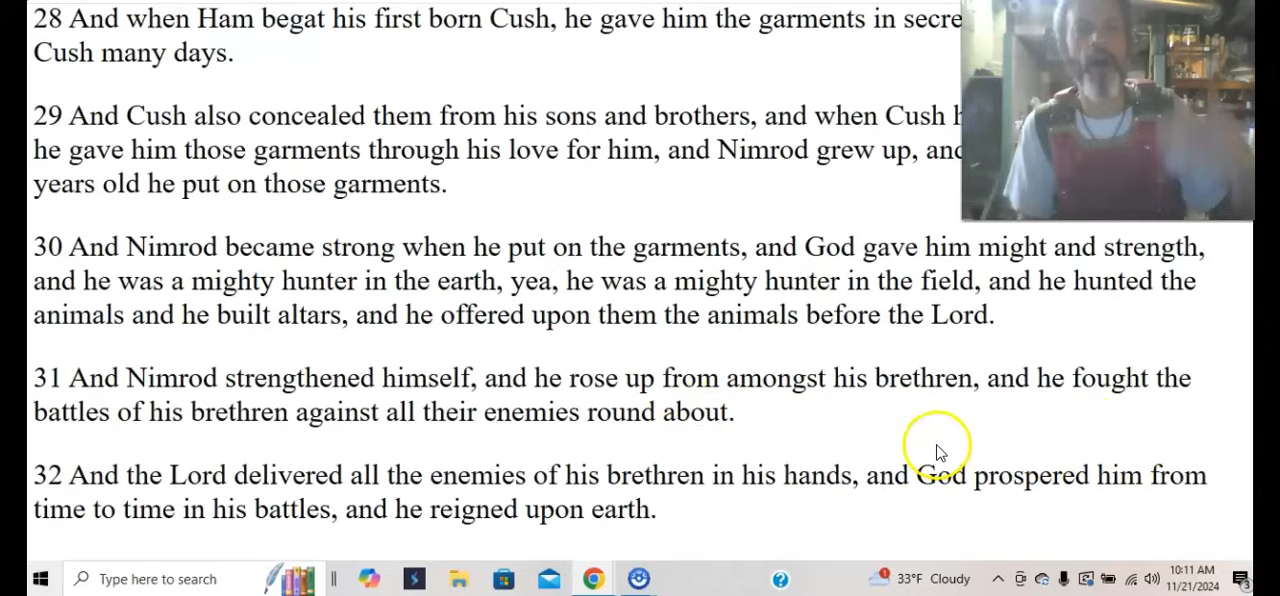 28 And when Ham begat his first born Cush, he gave him the garments in
Cush many days.
29 And Cush also concealed them from his sons and brothers, and when Cush
he gave him those garments through his love for him, and Nimrod grew up,
years old he put on those garments.
30 And Nimrod became strong when he put on the garments, and God gave him might and strength,
and he was a mighty hunter in the earth, yea, he was a mighty hunter in the field, and he hunted the
animals and he built altars, and he offered upon them the animals before the Lord.
31 And Nimrod strengthened himself, and he rose up from amongst his brethren, and he fought the
battles of his brethren against all their enemies round about.
32 And the Lord delivered all the enemies of his brethren in his hands, and God prospered him from
time to time in his battles, and he reigned upon earth.
Type here to search
33°F Cloudy
10:11 AM
11/21/2024
3